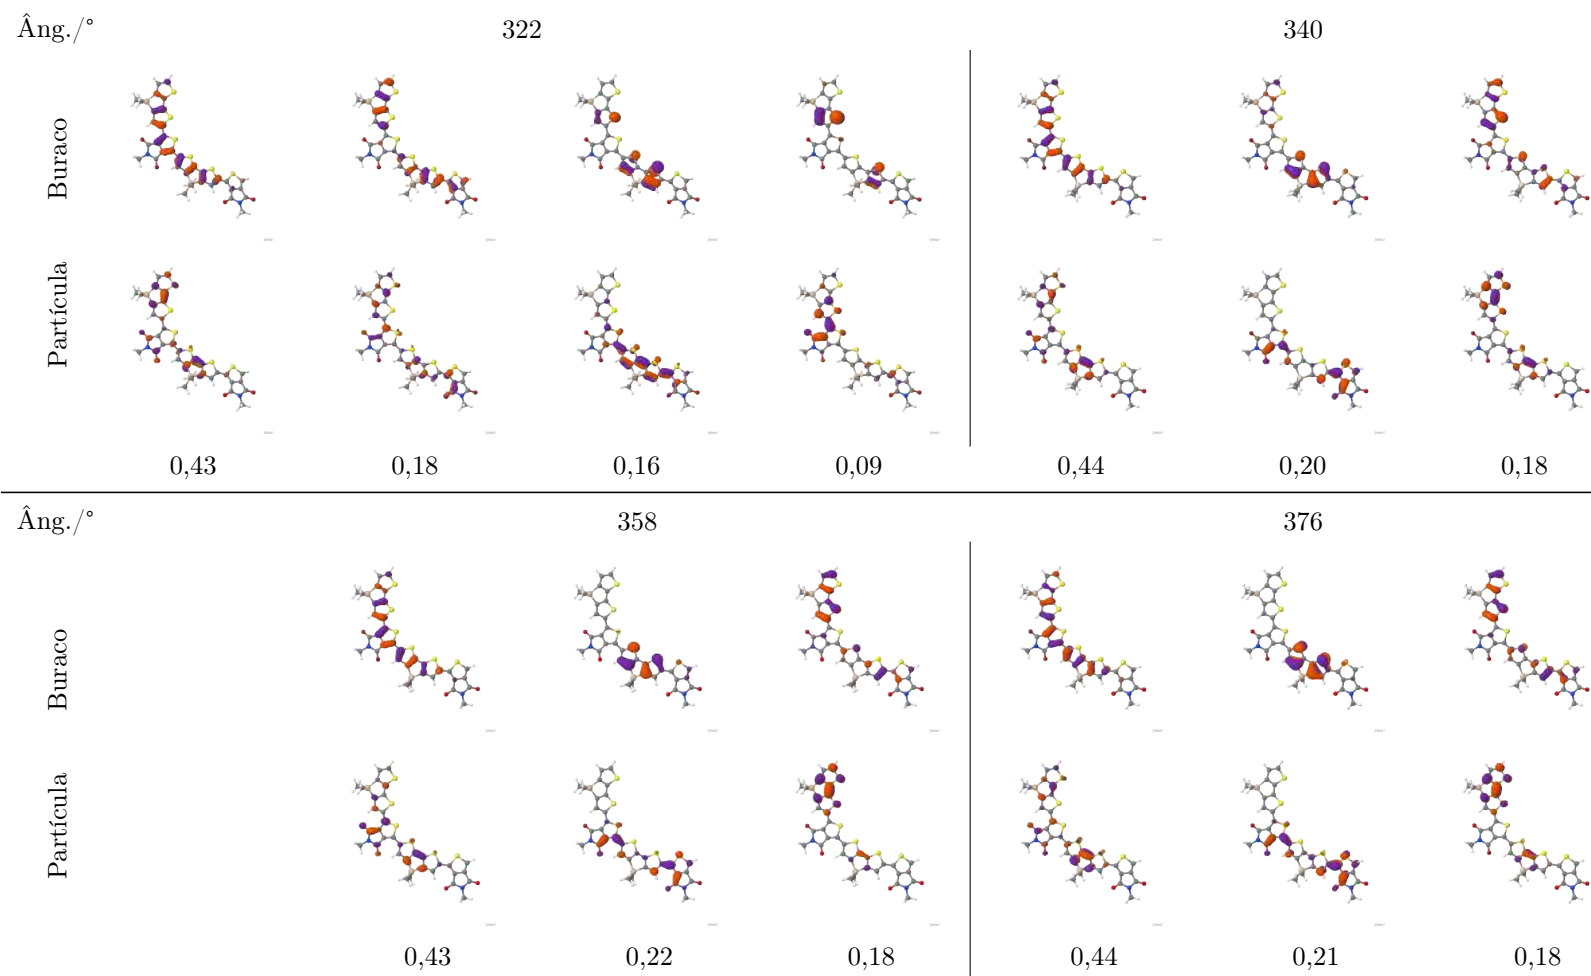 Âng./° 322 340
Buraco
Partícula
0,43 0,18 0,16 0,09 0,44 0,20 0,18
Âng./° 358 376
Buraco
Partícula
0,43 0,22 0,18 0,44 0,21 0,18